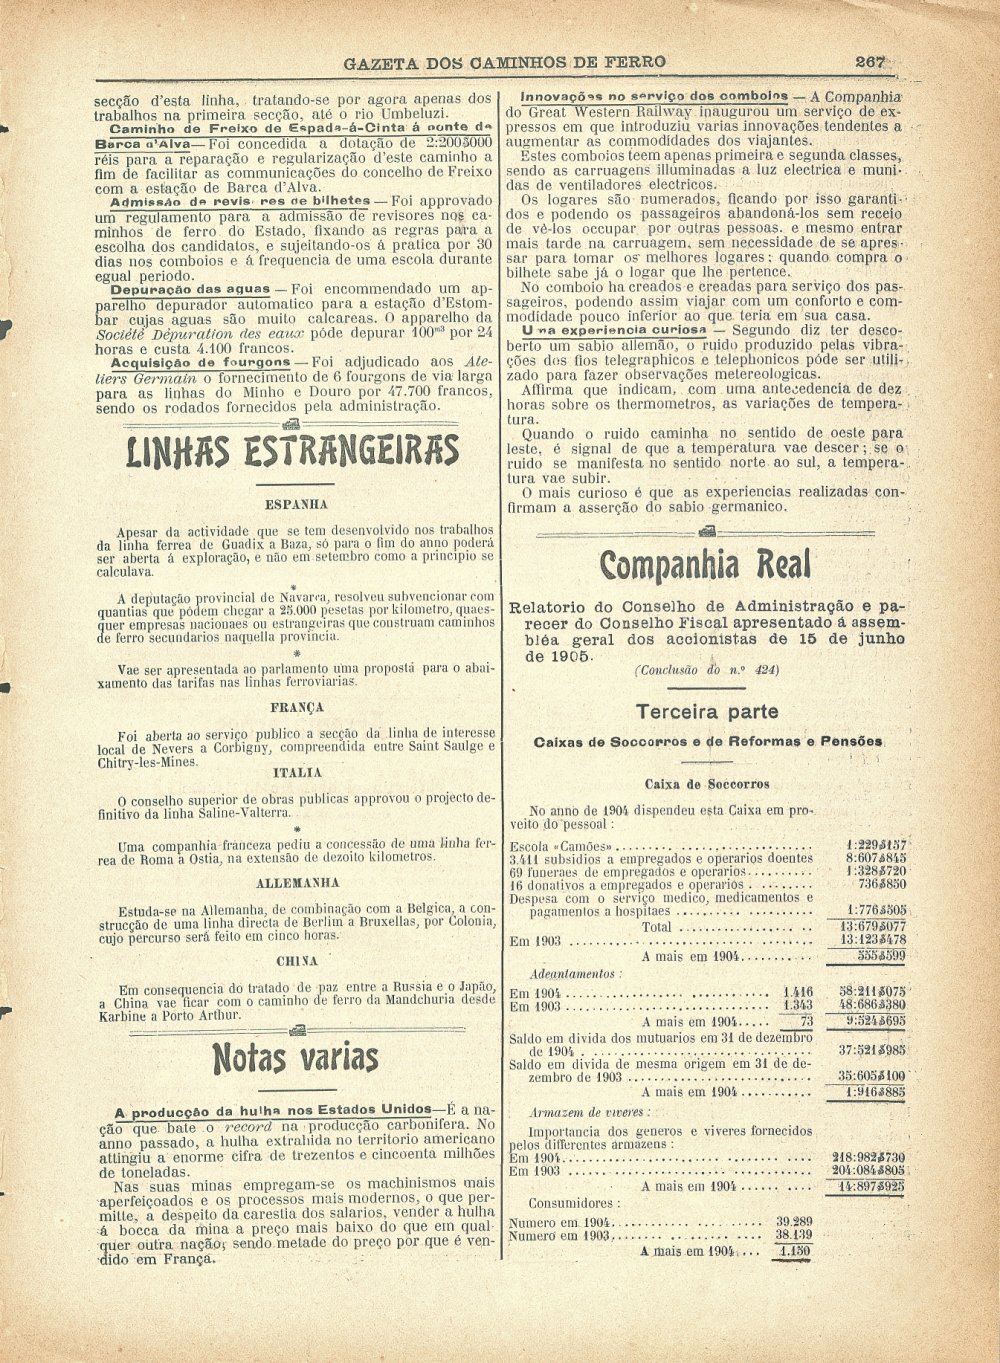 GAZETA DOS CAMINHOS DE FERRO 267
secção d'esta linha, tratando-se por agora apenas dos
trabalhos na primeira secção, até o rio Umbeluzi.
Caminho de Freixo de Espada-á-Cinta á ponte de
Barca d'Alva—Foi concedida a dotação de 2:200$000
réis para a reparação e regularização d'este caminho a
fim de facilitar as communicações do concelho de Freixo
com a estação de Barca d'Alva.
Admissão de revisores de bilhetes — Foi approvado
um regulamento para a admissão de revisores nos ca-
minhos de ferro do Estado, fixando as regras para a
escolha dos candidatos, e sujeitando-os á pratica por 30
dias nos comboios e á frequencia de uma escola durante
egual periodo.
Depuração das aguas — Foi encommendado um ap-
parelho depurador automatico para a estação d'Estom-
bar cujas aguas são muito calcareas. O apparelho da
Société Dépuration des eaux póde depurar 100m3 por 24
horas e custa 4.100 francos.
Acquisição de fourgons — Foi adjudicado aos Ate-
liers Germain o fornecimento de 6 fourgons de via larga
para as linhas do Minho e Douro por 47.700 francos,
sendo os rodados fornecidos pela administração.
LINHAS ESTRANGEIRAS
ESPANHA
Apesar da actividade que se tem desenvolvido nos trabalhos
da linha ferrea de Guadix a Baza, só para o fim do anno poderá
ser aberta á exploração, e não em setembro como a principio se
calculava.
*
A deputação provincial de Navarra, resolveu subvencionar com
quantias que pódem chegar a 25.000 pesetas por kilometro, quaes-
quer empresas nacionaes ou estrangeiras que construam caminhos
de ferro secundarios naquella provincia.
*
Vae ser apresentada ao parlamento uma proposta para o abai-
xamento das tarifas nas linhas ferroviarias.
FRANÇA
Foi aberta ao serviço publico a secção da linha de interesse
local de Nevers a Corbigny, compreendida entre Saint Saulge e
Chitry-les-Mines.
ITALIA
O conselho superior de obras publicas approvou o projecto de-
finitivo da linha Saline-Valterra.
*
Uma companhia franceza pediu a concessão de uma linha fer-
rea de Roma a Ostia, na extensão de dezoito kilometros.
ALLEMANHA
Estuda-se na Allemanha, de combinação com a Belgica, a con-
strucção de uma linha directa de Berlim a Bruxellas, por Colonia,
cujo percurso será feito em cinco horas.
CHINA
Em consequencia do tratado de paz entre a Russia e o Japão,
a China vae ficar com o caminho de ferro da Mandchuria desde
Karbine a Porto Arthur.
Notas varias
A producção da hulha nos Estados Unidos—É a na-
ção que bate o record na producção carbonifera. No
anno passado, a hulha extrahida no territorio americano
attingiu a enorme cifra de trezentos e cincoenta milhões
de toneladas.
Nas suas minas empregam-se os machinismos mais
aperfeiçoados e os processos mais modernos, o que per-
mitte, a despeito da carestia dos salarios, vender a hulha
á bocca da mina a preço mais baixo do que em qual-
quer outra nação; sendo metade do preço por que é ven-
dido em França.
Innovações no serviço dos comboios — A Companhia
do Great Western Railway inaugurou um serviço de ex-
pressos em que introduziu varias innovações tendentes a
augmentar as commodidades dos viajantes.
Estes comboios teem apenas primeira e segunda classes,
sendo as carruagens illuminadas a luz electrica e muni-
das de ventiladores electricos.
Os logares são numerados, ficando por isso garanti-
dos e podendo os passageiros abandoná-los sem receio
de vê-los occupar por outras pessoas. e mesmo entrar
mais tarde na carruagem, sem necessidade de se apres-
sar para tomar os melhores logares; quando compra o
bilhete sabe já o logar que lhe pertence.
No comboio ha creados e creadas para serviço dos pas-
sageiros, podendo assim viajar com um conforto e com-
modidade pouco inferior ao que teria em sua casa.
Uma experiencia curiosa — Segundo diz ter desco-
berto um sabio allemão, o ruido produzido pelas vibra-
ções dos fios telegraphicos e telephonicos póde ser utili-
zado para fazer observações metereologicas.
Affirma que indicam, com uma antecedencia de dez
horas sobre os thermometros, as variações de tempera-
tura.
Quando o ruido caminha no sentido de oeste para
leste, é signal de que a temperatura vae descer; se o
ruido se manifesta no sentido norte ao sul, a tempera-
tura vae subir.
O mais curioso é que as experiencias realizadas con-
firmam a asserção do sabio germanico.
Companhia Real
Relatorio do Conselho de Administração e pa-
recer do Conselho Fiscal apresentado á assem-
bléa geral dos accionistas de 15 de junho
de 1905.
(Conclusão do n.º 424)
Terceira parte
Caixas de Soccorros e de Reformas e Pensões
Caixa de Soccorros
No anno de 1904 dispendeu esta Caixa em pro-
veito do pessoal:
Escola «Camões» 1:229$157
3.411 subsidios a empregados e operarios doentes 8:607$845
69 funeraes de empregados e operarios 1:328$720
16 donativos a empregados e operarios 736$850
Despesa com o serviço medico, medicamentos e
pagamentos a hospitaes 1:776$505
Total 13:679$077
Em 1903 13:123$478
A mais em 1904 555$599
Adeantamentos:
Em 1904 1.416 58:211$075
Em 1903 1.343 48:686$380
A mais em 1904 73 9:524$695
Saldo em divida dos mutuarios em 31 de dezembro
de 1904 37:521$985
Saldo em divida de mesma origem em 31 de de-
zembro de 1903 35:605$100
A mais em 1904 1:916$885
Armazem de viveres:
Importancia dos generos e viveres fornecidos
pelos differentes armazens:
Em 1904 218:982$730
Em 1903 204:084$805
A mais em 1904 14:897$925
Consumidores:
Numero em 1904 39.289
Numero em 1903 38.139
A mais em 1904 1.150